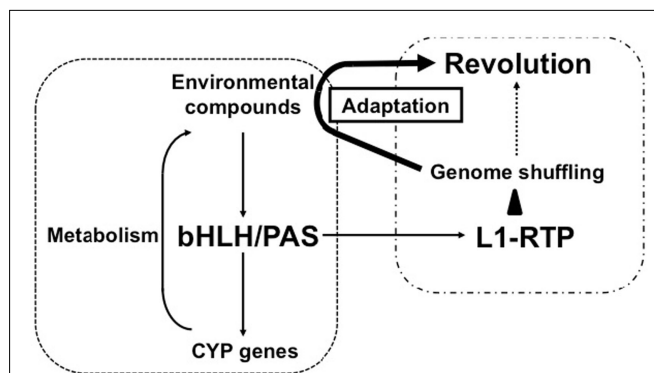 Environmental
compounds
Revolution
Adaptation
Genome shuffling
Metabolism
bHLH/PAS
L1-RTP
CYP genes